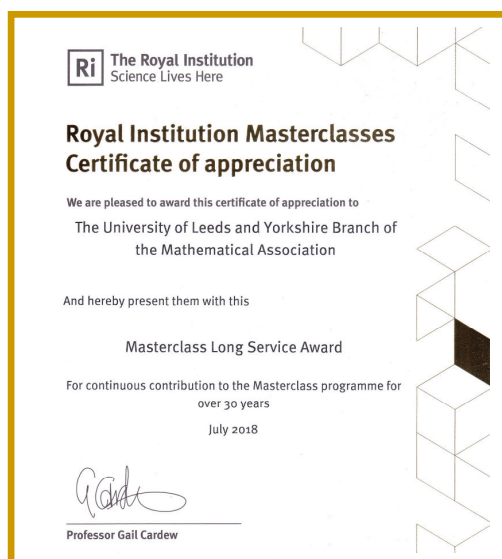 Ri
The Royal Institution
Science Lives Here
Royal Institution Masterclasses
Certificate of appreciation
We are pleased to award this certificate of appreciation to
The University of Leeds and Yorkshire Branch of
the Mathematical Association
And hereby present them with this
Masterclass Long Service Award
For continuous contribution to the Masterclass programme for
over 30 years
July 2018
G Cardew
Professor Gail Cardew